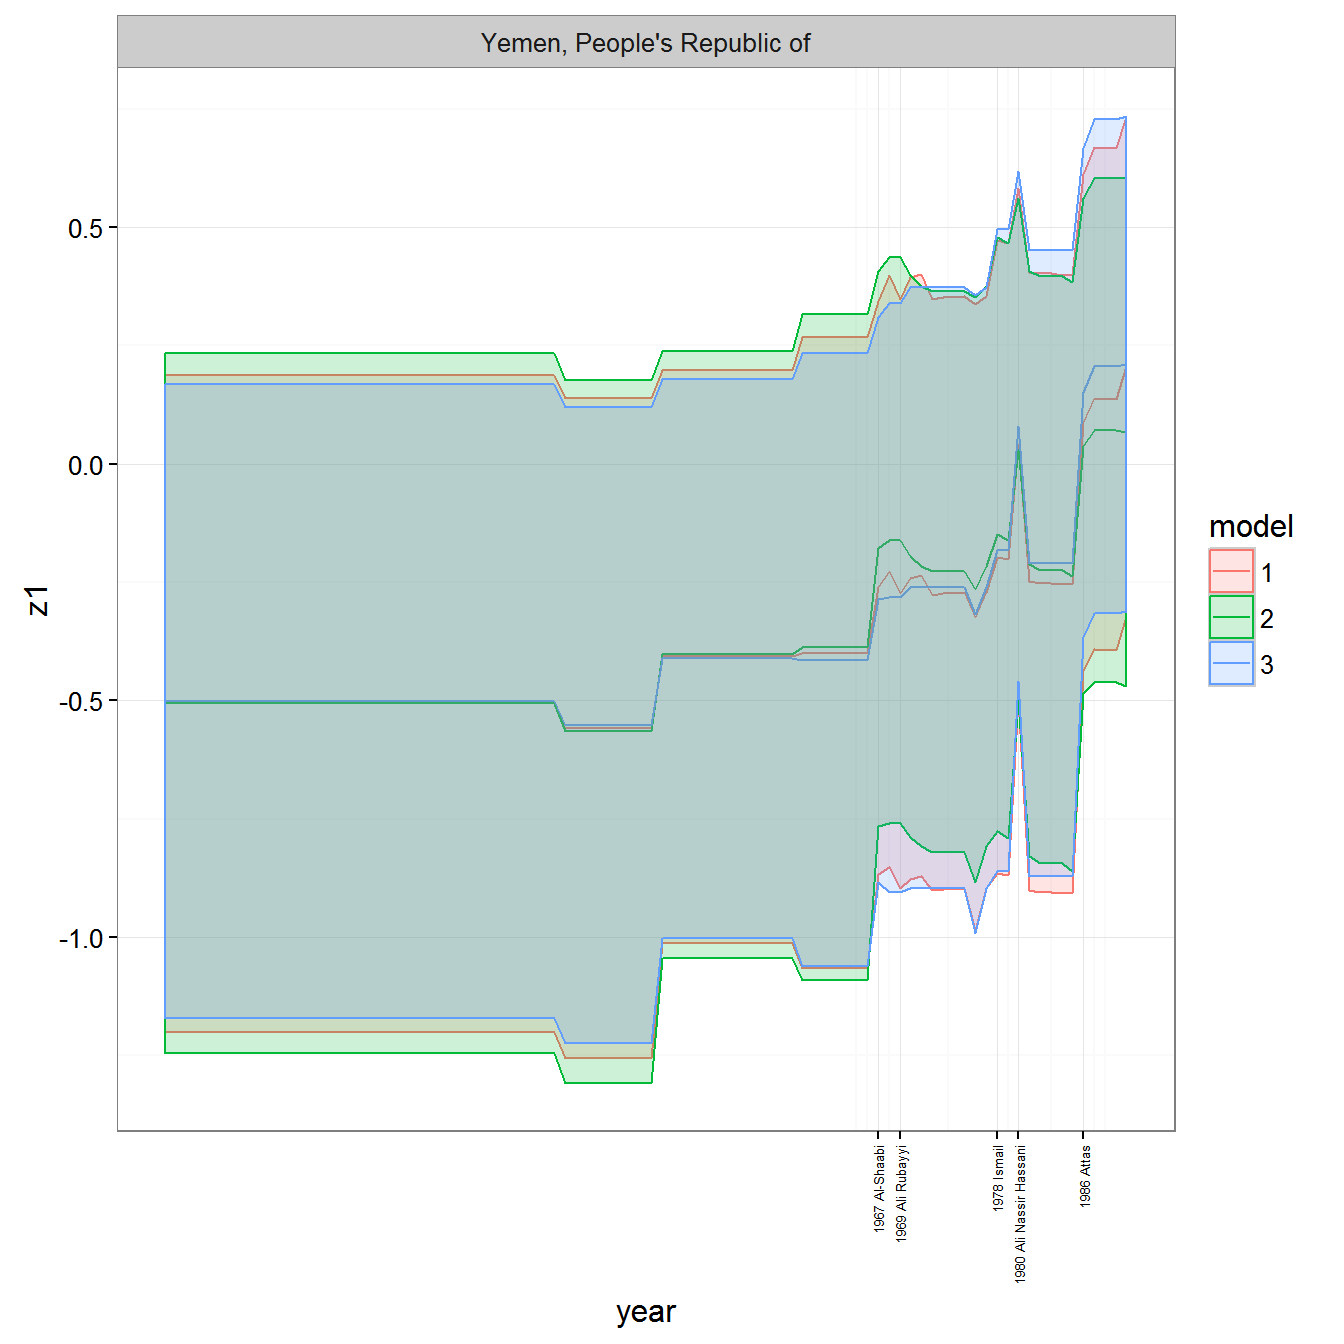 Yemen, People's Republic of
z1
0.5
0.0
-0.5
-1.0
1967 Al-Shaabi
1969 Ali Rubayyi
1978 Ismail
1980 Ali Nassir Hassani
1986 Attas
year
model
1
2
3